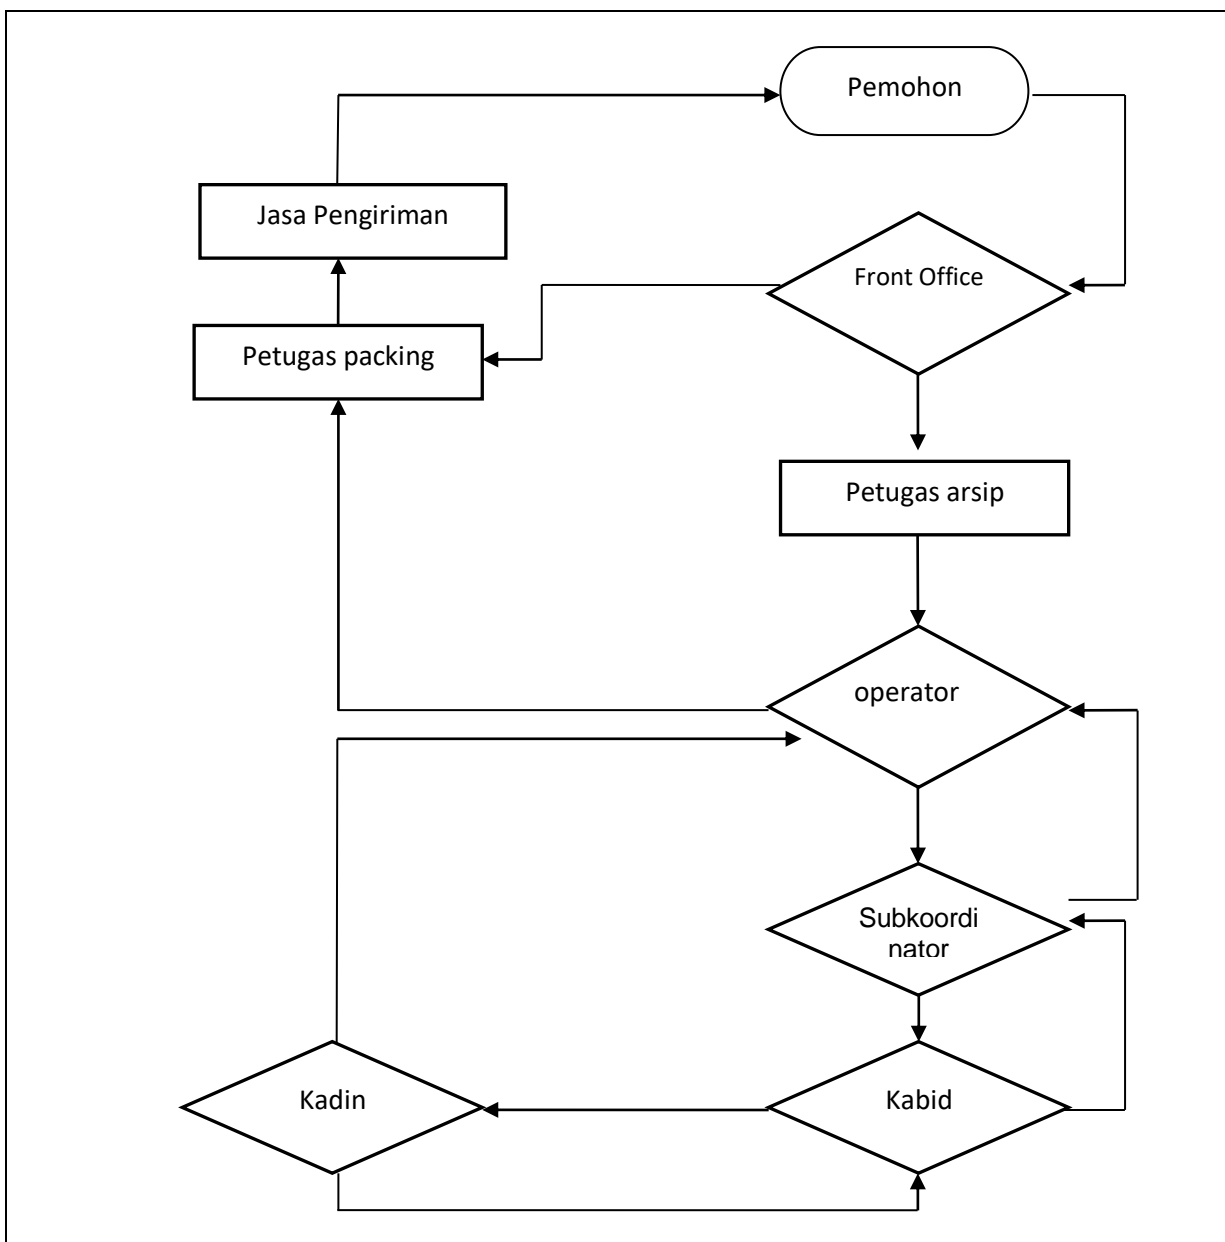 Pemohon
Jasa Pengiriman
Front Office
Petugas packing
Petugas arsip
operator
Subkoordi
nator
Kadin
Kabid